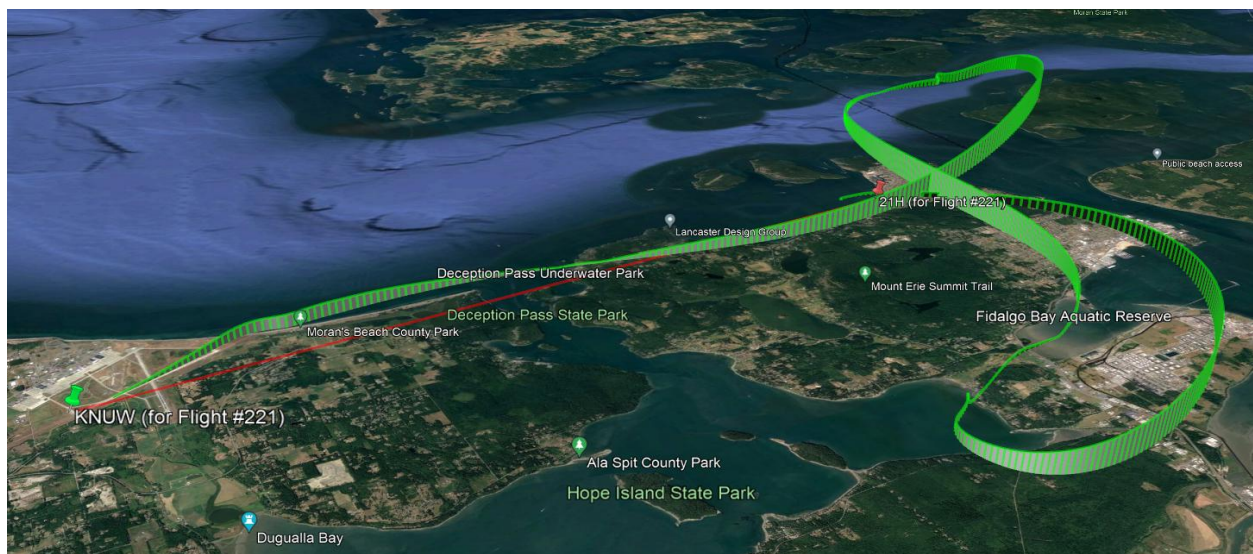 Moran State Park
Public beach access
21H (for Flight #221)
Lancaster Design Group
Deception Pass Underwater Park
Mount Erie Summit Trail
Deception Pass State Park
Fidalgo Bay Aquatic Reserve
Moran's Beach County Park
KNUW (for Flight #221)
Ala Spit County Park
Hope Island State Park
Dugualla Bay